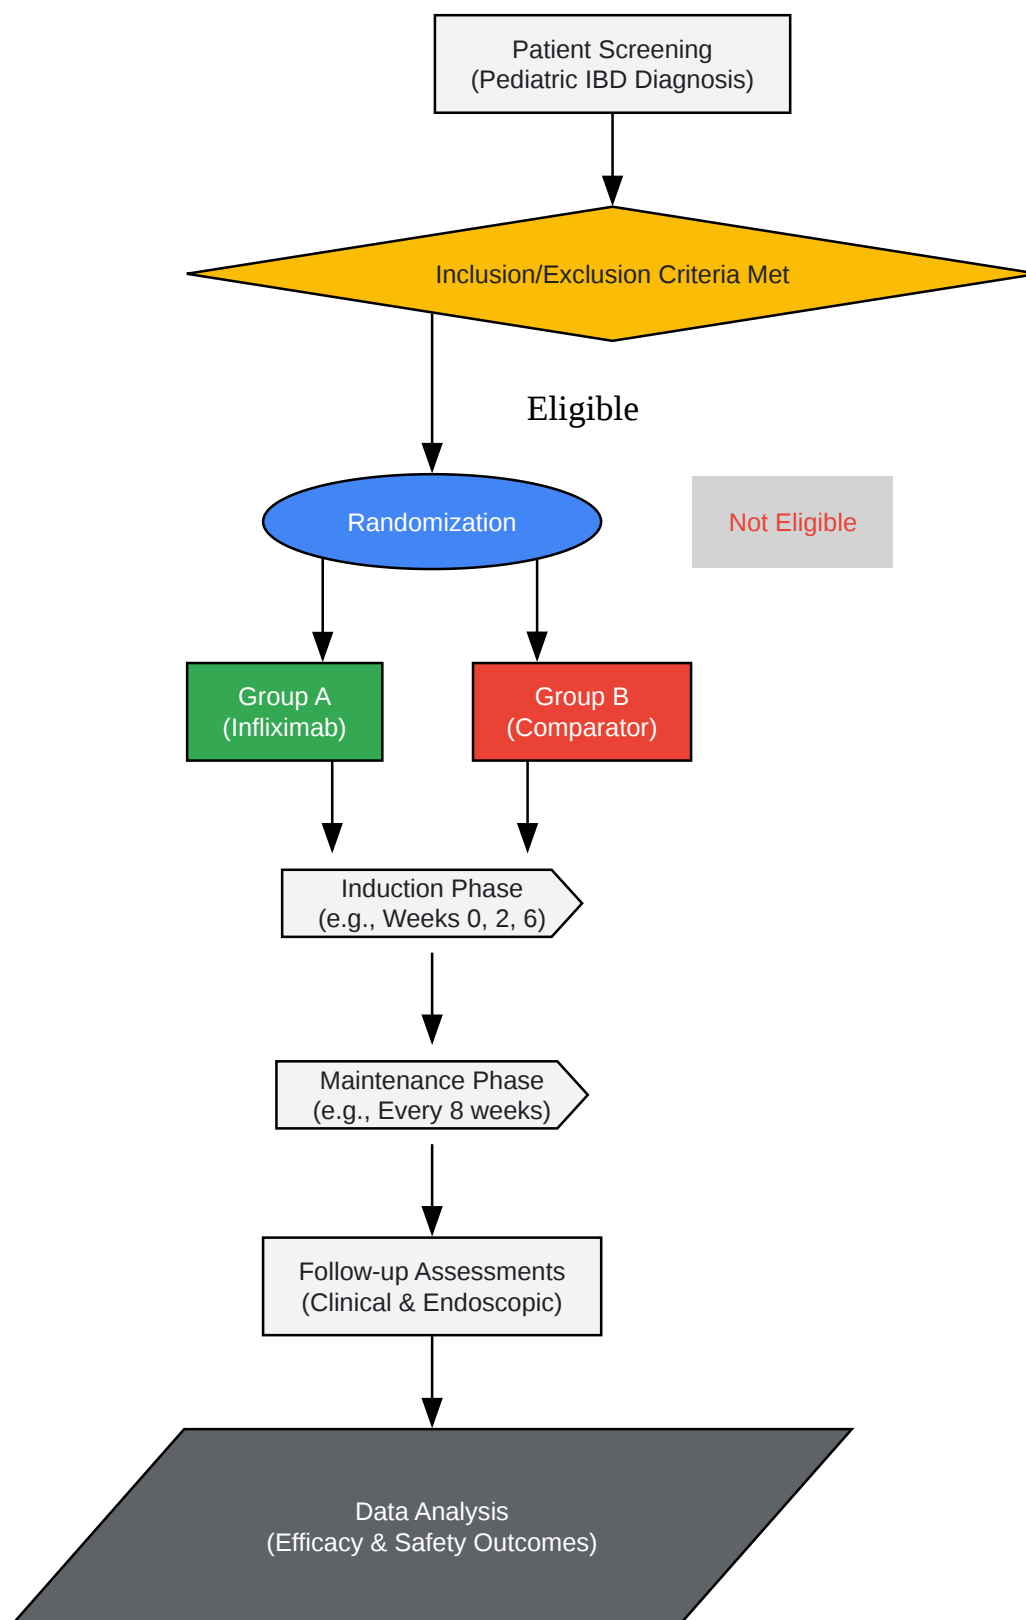 Patient Screening
(Pediatric IBD Diagnosis)
Inclusion/Exclusion Criteria Met
Eligible
Randomization
Not Eligible
Group A
(Infliximab)
Group B
(Comparator)
Induction Phase
(e.g., Weeks 0, 2, 6)
Maintenance Phase
(e.g., Every 8 weeks)
Follow-up Assessments
(Clinical & Endoscopic)
Data Analysis
(Efficacy & Safety Outcomes)